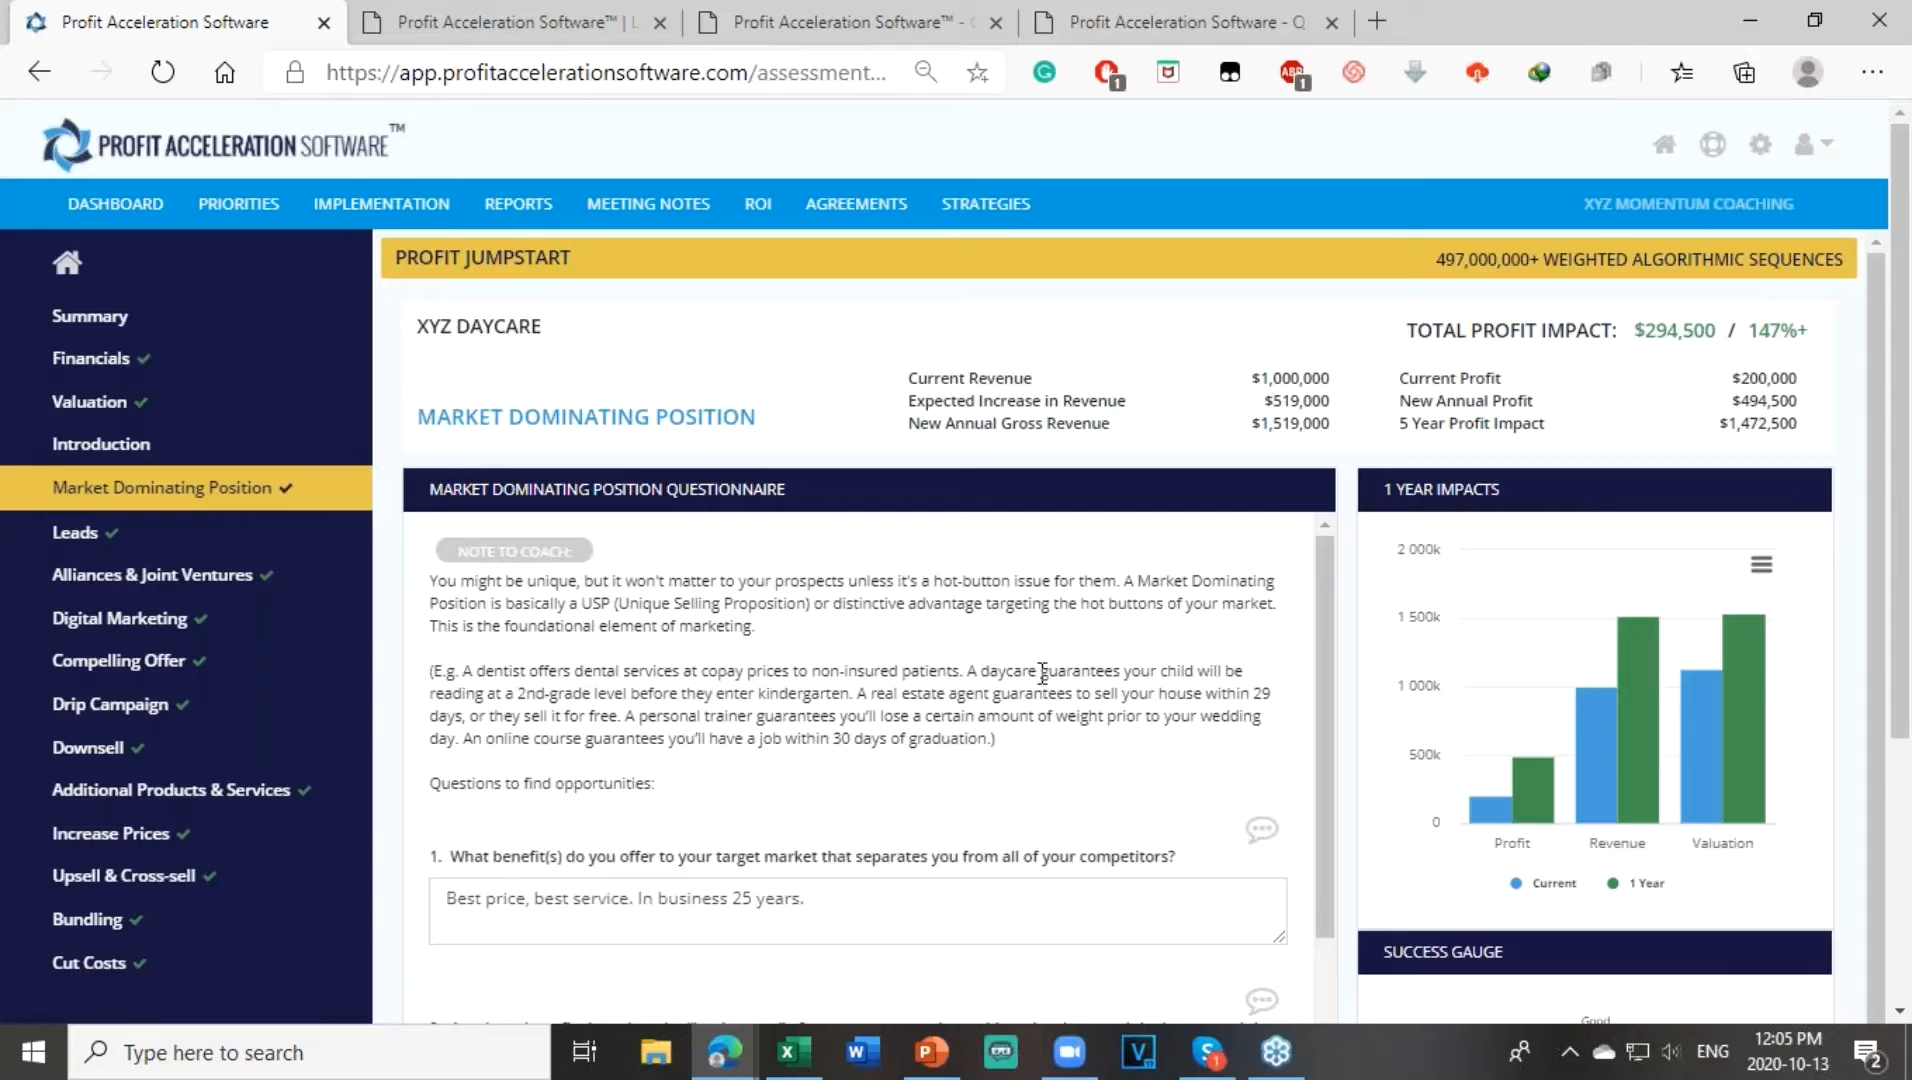 Profit Acceleration Software
Profit Acceleration Software™ |
Profit Acceleration Software™ -
Profit Acceleration Software - Q
https://app.profitaccelerationsoftware.com/assessment...
1
ABP
1
PROFIT ACCELERATION SOFTWARE™
DASHBOARD
PRIORITIES
IMPLEMENTATION
REPORTS
MEETING NOTES
ROI
AGREEMENTS
STRATEGIES
XYZ MOMENTUM COACHING
Summary
Financials
Valuation
Introduction
Market Dominating Position
Leads
Alliances & Joint Ventures
Digital Marketing
Compelling Offer
Drip Campaign
Downsell
Additional Products & Services
Increase Prices
Upsell & Cross-sell
Bundling
Cut Costs
PROFIT JUMPSTART
497,000,000+ WEIGHTED ALGORITHMIC SEQUENCES
XYZ DAYCARE
TOTAL PROFIT IMPACT: $294,500 / 147%+
MARKET DOMINATING POSITION
Current Revenue $1,000,000
Expected Increase in Revenue $519,000
New Annual Gross Revenue $1,519,000
Current Profit $200,000
New Annual Profit $494,500
5 Year Profit Impact $1,472,500
MARKET DOMINATING POSITION QUESTIONNAIRE
NOTE TO COACH:
You might be unique, but it won't matter to your prospects unless it's a hot-button issue for them. A Market Dominating
Position is basically a USP (Unique Selling Proposition) or distinctive advantage targeting the hot buttons of your market.
This is the foundational element of marketing.
(E.g. A dentist offers dental services at copay prices to non-insured patients. A daycare guarantees your child will be
reading at a 2nd-grade level before they enter kindergarten. A real estate agent guarantees to sell your house within 29
days, or they sell it for free. A personal trainer guarantees you'll lose a certain amount of weight prior to your wedding
day. An online course guarantees you'll have a job within 30 days of graduation.)
Questions to find opportunities:
1. What benefit(s) do you offer to your target market that separates you from all of your competitors?
Best price, best service. In business 25 years.
1 YEAR IMPACTS
2 000k
1 500k
1 000k
500k
0
Profit
Revenue
Valuation
Current
1 Year
SUCCESS GAUGE
Good
Type here to search
ENG
12:05 PM
2020-10-13
2